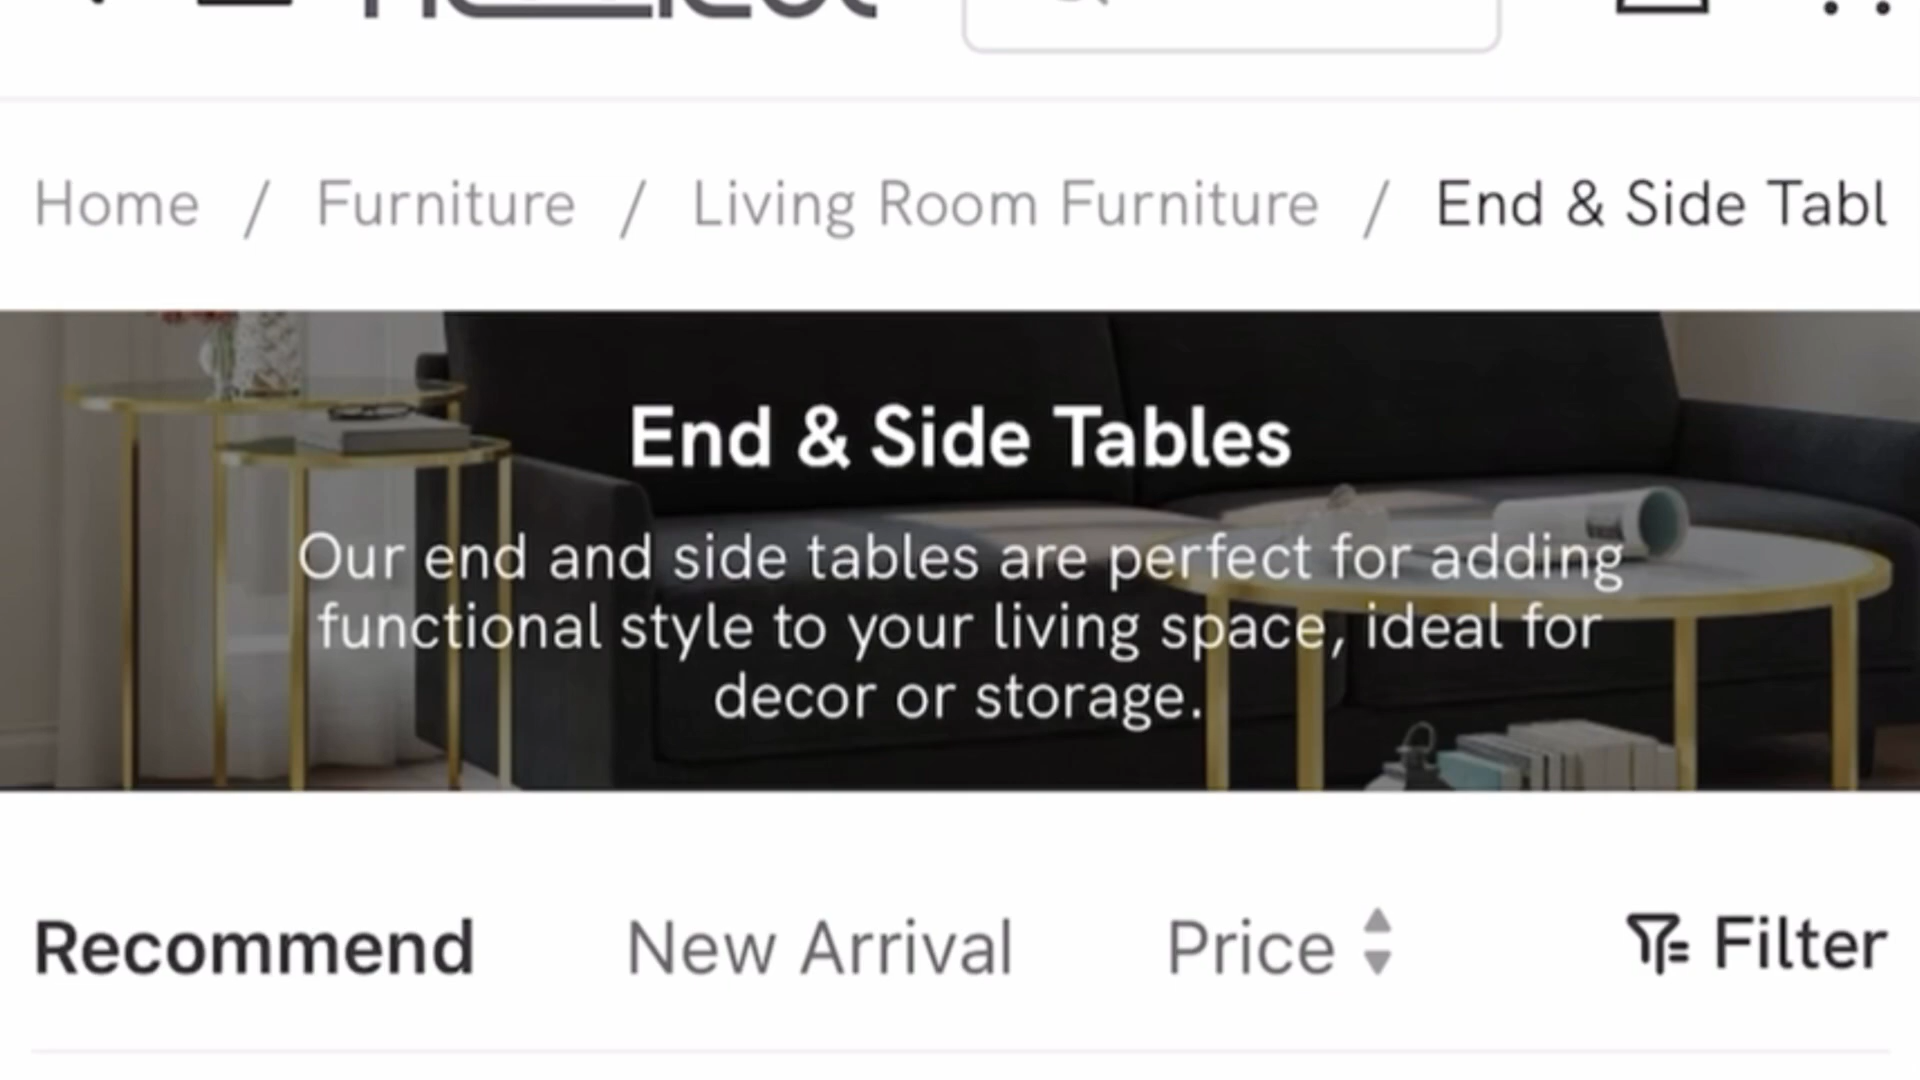 Home / Furniture / Living Room Furniture / End & Side Tabl
End & Side Tables
Our end and side tables are perfect for adding
functional style to your living space, ideal for
decor or storage.
Recommend New Arrival Price Filter